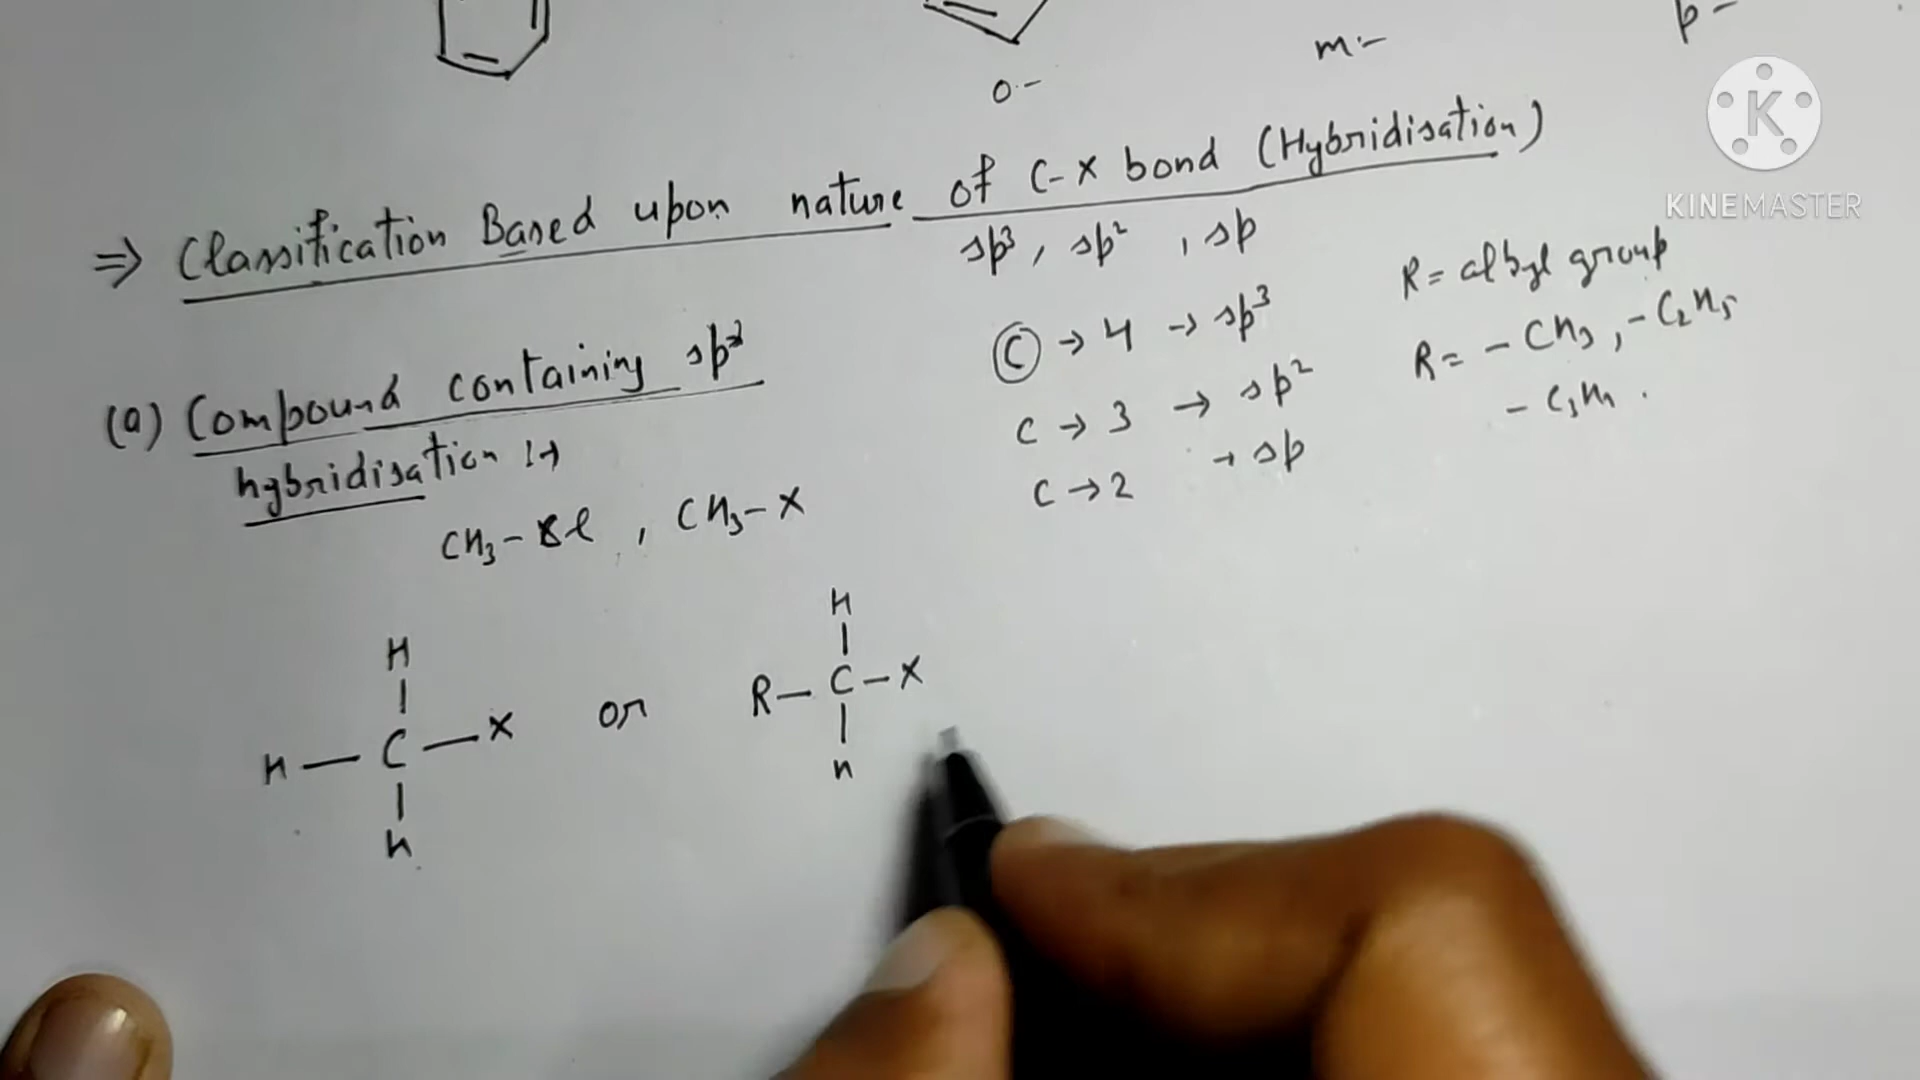 p -
m:-
o:-
K
KINEMASTER
⇒ Classification Based upon nature of C-X bond (Hybridisation)
sp³, sp², sp
R = alkyl group
R = - CH₃, - C₂H₅
C → 4 → sp³
C → 3 → sp²
C → 2 → sp
(a) Compound containing sp³
hybridisation :→
CH₃ - Cl, CH₃ - X
H
H - C - X
H
or
H
R - C - X
H